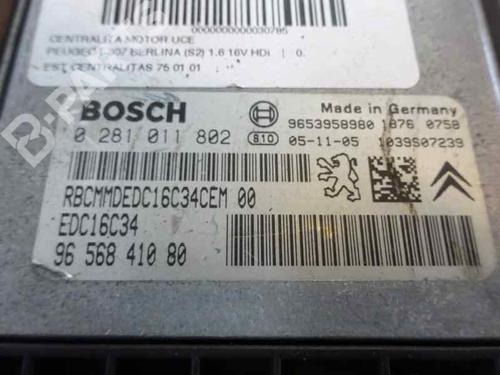 0000000000030785
CENTRALITA MOTOR UCE
PEUGEOT 307 BERLINA (S2) 1.6 16V HDi | 0.
EST CENTRALITAS 75 01 01
BOSCH
Made in Germany
0 281 011 802
810
9653958980 1876 0758
05-11-05 1039S07239
RBCMMDEDC16C34CEM 00
EDC16C34
96 568 410 80